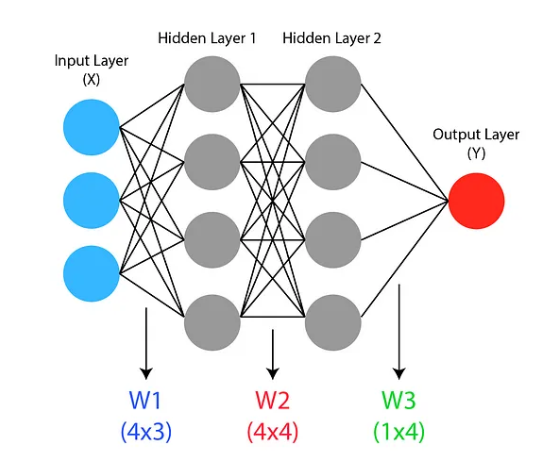 Hidden Layer 1
Hidden Layer 2
Input Layer
(X)
Output Layer
(Y)
W1
(4x3)
W2
(4x4)
W3
(1x4)